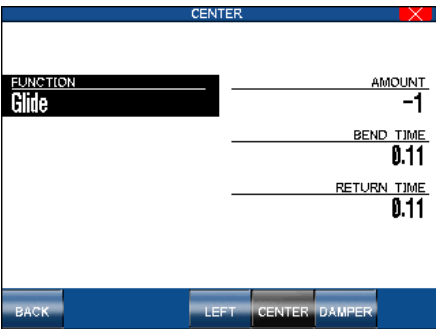 CENTER
FUNCTION
Glide
AMOUNT
-1
BEND TIME
0.11
RETURN TIME
0.11
BACK LEFT CENTER DAMPER